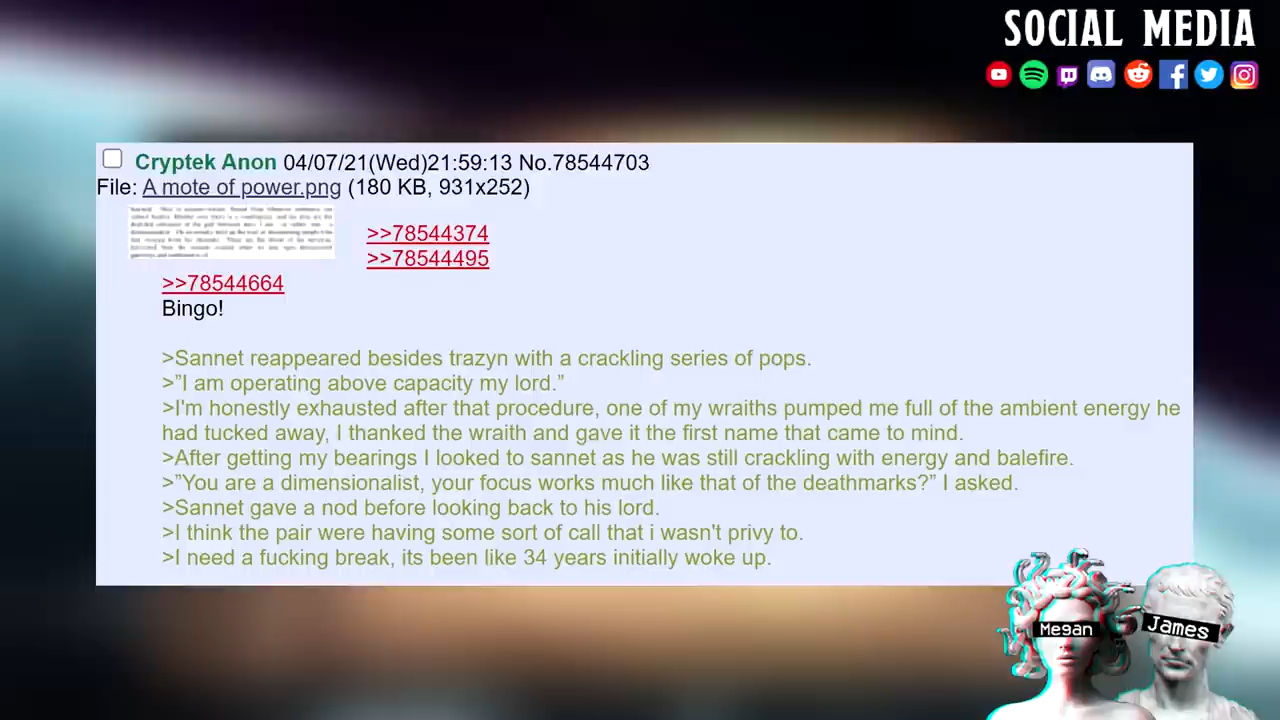 SOCIAL MEDIA
Cryptek Anon 04/07/21(Wed)21:59:13 No.78544703
File: A mote of power.png (180 KB, 931x252)
>>78544374
>>78544495
>>78544664
Bingo!
>Sannet reappeared besides trazyn with a crackling series of pops.
>"I am operating above capacity my lord."
>I'm honestly exhausted after that procedure, one of my wraiths pumped me full of the ambient energy he
had tucked away, I thanked the wraith and gave it the first name that came to mind.
>After getting my bearings I looked to sannet as he was still crackling with energy and balefire.
>"You are a dimensionalist, your focus works much like that of the deathmarks?" I asked.
>Sannet gave a nod before looking back to his lord.
>I think the pair were having some sort of call that i wasn't privy to.
>I need a fucking break, its been like 34 years initially woke up.
Megan
James